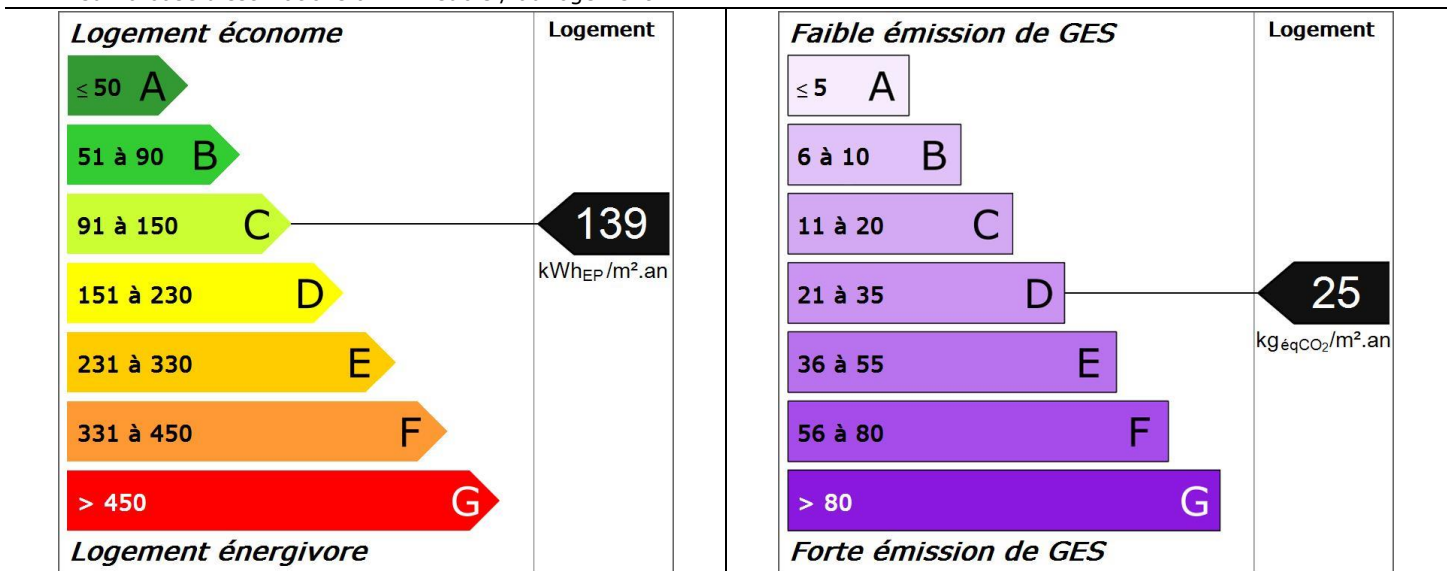 Logement économe Logement
≤ 50 A
51 à 90 B
91 à 150 C 139
kWhEP/m².an
151 à 230 D
231 à 330 E
331 à 450 F
> 450 G
Logement énergivore
Faible émission de GES Logement
≤ 5 A
6 à 10 B
11 à 20 C
21 à 35 D 25
kgéqCO2/m².an
36 à 55 E
56 à 80 F
> 80 G
Forte émission de GES